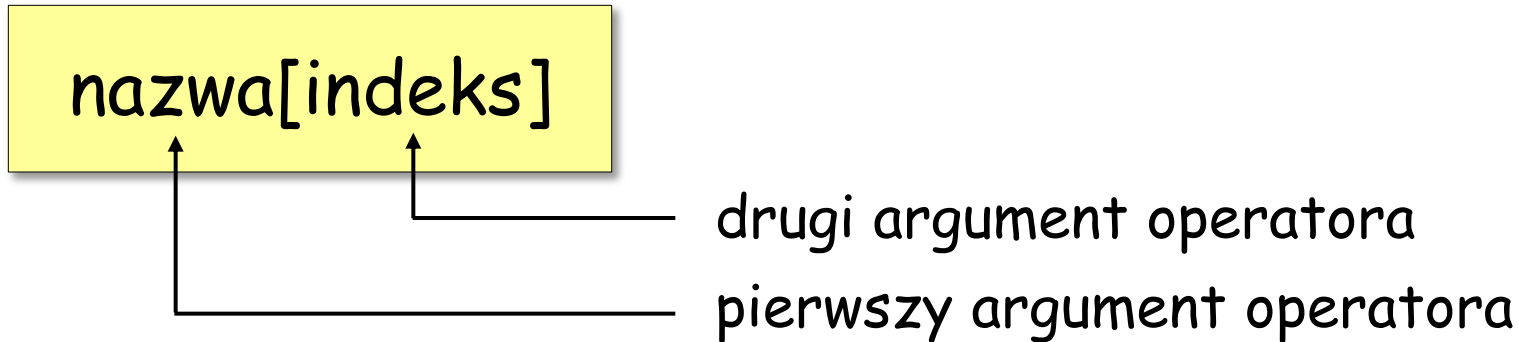 nazwa[indeks]
drugi argument operatora
pierwszy argument operatora